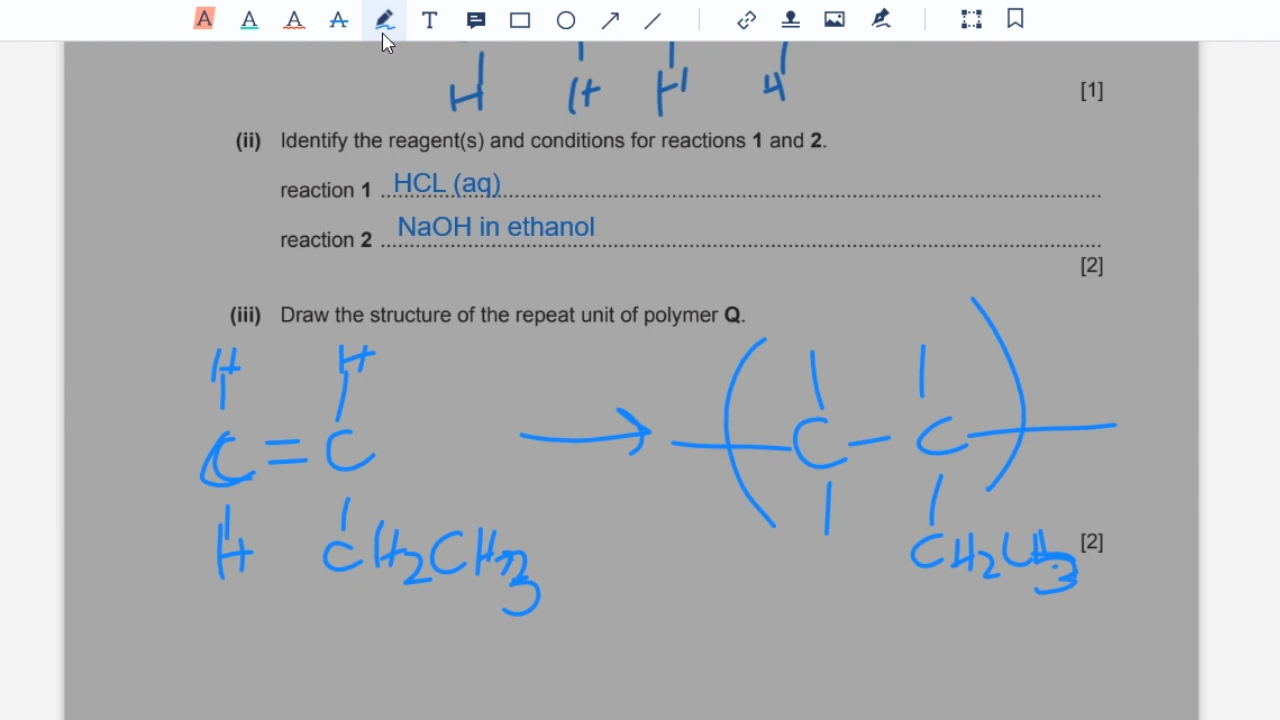 H H H H
[1]
(ii) Identify the reagent(s) and conditions for reactions 1 and 2.
reaction 1 HCL (aq)
reaction 2 NaOH in ethanol
[2]
(iii) Draw the structure of the repeat unit of polymer Q.
H H
C = C → ( C - C )
H CH2CH3 CH2CH3 [2]